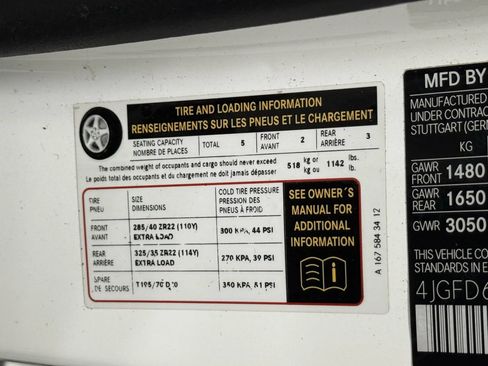 TIRE AND LOADING INFORMATION
RENSEIGNEMENTS SUR LES PNEUS ET LE CHARGEMENT
SEATING CAPACITY
NOMBRE DE PLACES
TOTAL 5
FRONT
AVANT 2
REAR
ARRIÈRE 3
The combined weight of occupants and cargo should never exceed
Le poids total des occupants et du chargement ne doit jamais dépasser
518 kg or
kg ou
1142 lbs.
lb.
TIRE
PNEU
SIZE
DIMENSIONS
COLD TIRE PRESSURE
PRESSION DES
PNEUS À FROID
FRONT
AVANT
285/40 ZR22 (110Y)
EXTRA LOAD
300 KPA, 44 PSI
REAR
ARRIÈRE
325/35 ZR22 (114Y)
EXTRA LOAD
270 KPA, 39 PSI
SPARE
DE SECOURS
350 KPA, 51 PSI
SEE OWNER´S
MANUAL FOR
ADDITIONAL
INFORMATION
A 167 584 34 12
MFD BY
MANUFACTURED
UNDER CONTRA
STUTTGART (GER
KG
GAWR
FRONT 1480
GAWR
REAR 1650
GVWR 3050
THIS VEHICLE CO
STANDARDS IN E
4JGFD6